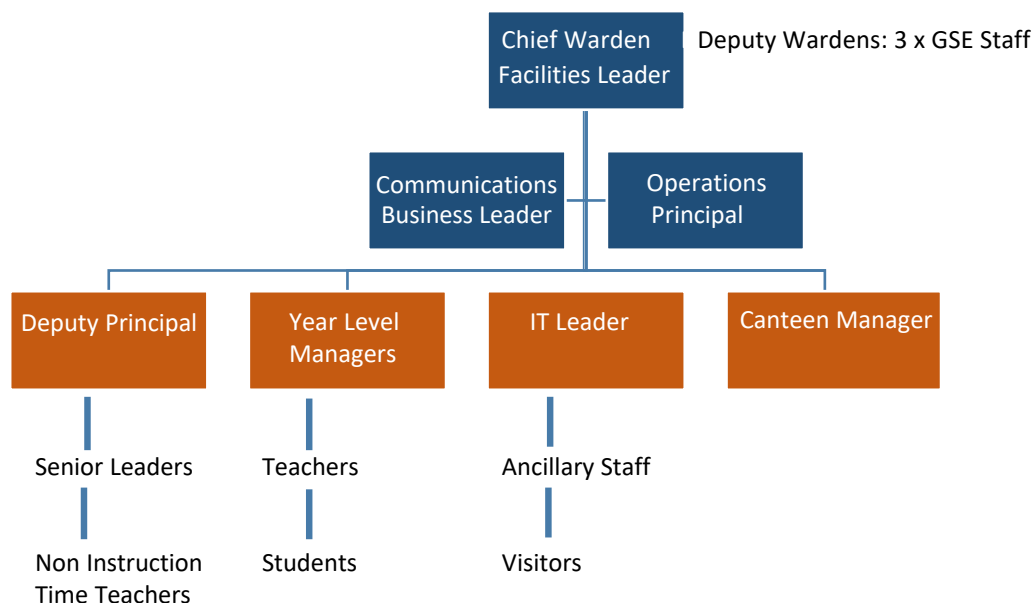 Chief Warden
Facilities Leader
Deputy Wardens: 3 x GSE Staff
Communications
Business Leader
Operations
Principal
Deputy Principal
Year Level
Managers
IT Leader
Canteen Manager
Senior Leaders
Teachers
Ancillary Staff
Non Instruction
Time Teachers
Students
Visitors